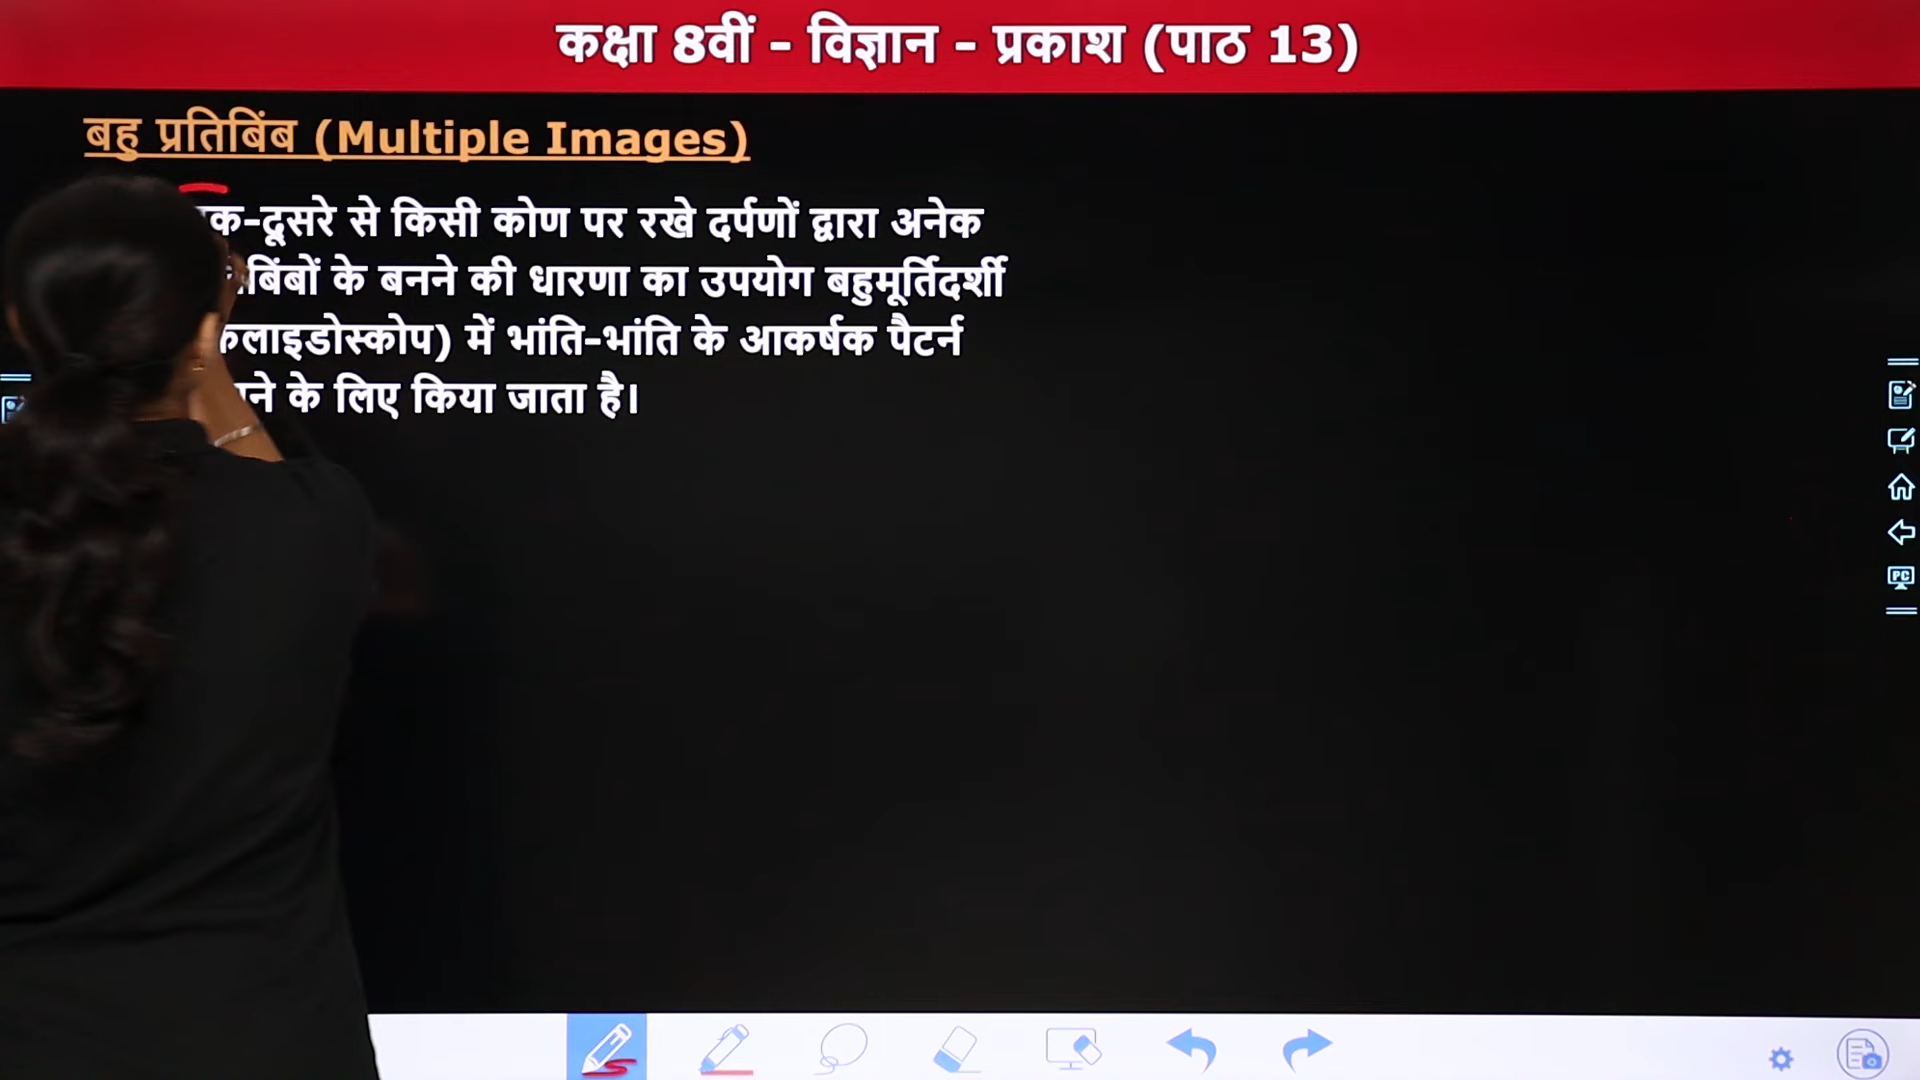 कक्षा 8वीं - विज्ञान - प्रकाश (पाठ 13)
बहु प्रतिबिंब (Multiple Images)
दूसरे से किसी कोण पर रखे दर्पणों द्वारा अनेक
के बनने की धारणा का उपयोग बहुमूर्तिदर्शी
में भांति-भांति के आकर्षक पैटर्न
के लिए किया जाता है।
PC